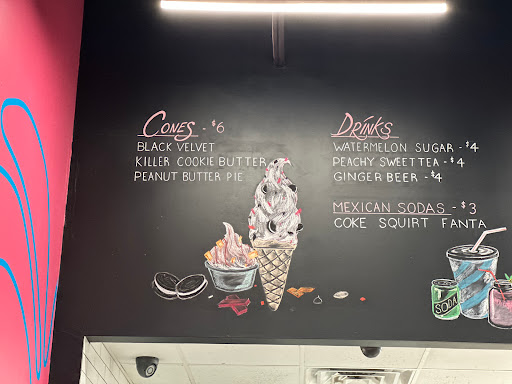 CONES - $6
BLACK VELVET
KILLER COOKIE BUTTER
PEANUT BUTTER PIE
DRINKS
WATERMELON SUGAR - $4
PEACHY SWEET TEA - $4
GINGER BEER - $4
MEXICAN SODAS - $3
COKE SQUIRT FANTA
SODA